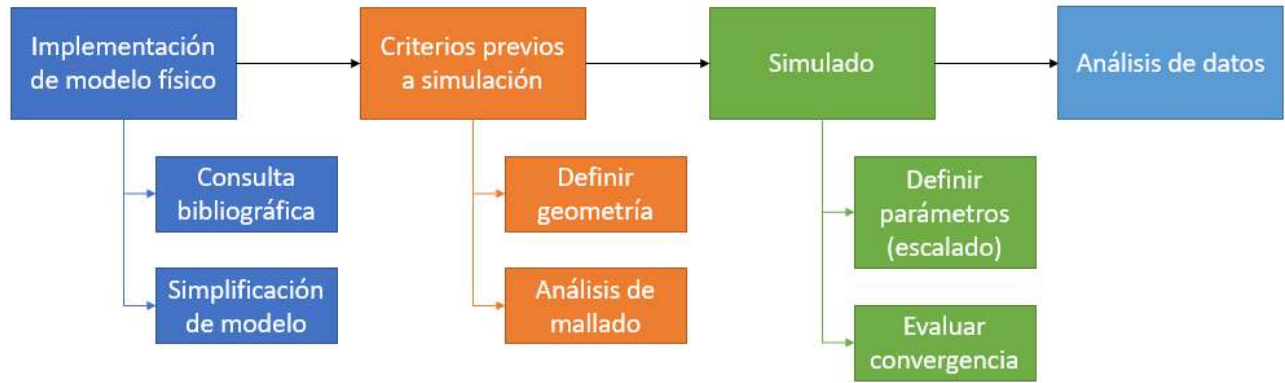 Implementación
de modelo físico
Criterios previos
a simulación
Simulado
Análisis de datos
Consulta
bibliográfica
Simplificación
de modelo
Definir
geometría
Análisis de
mallado
Definir
parámetros
(escalado)
Evaluar
convergencia